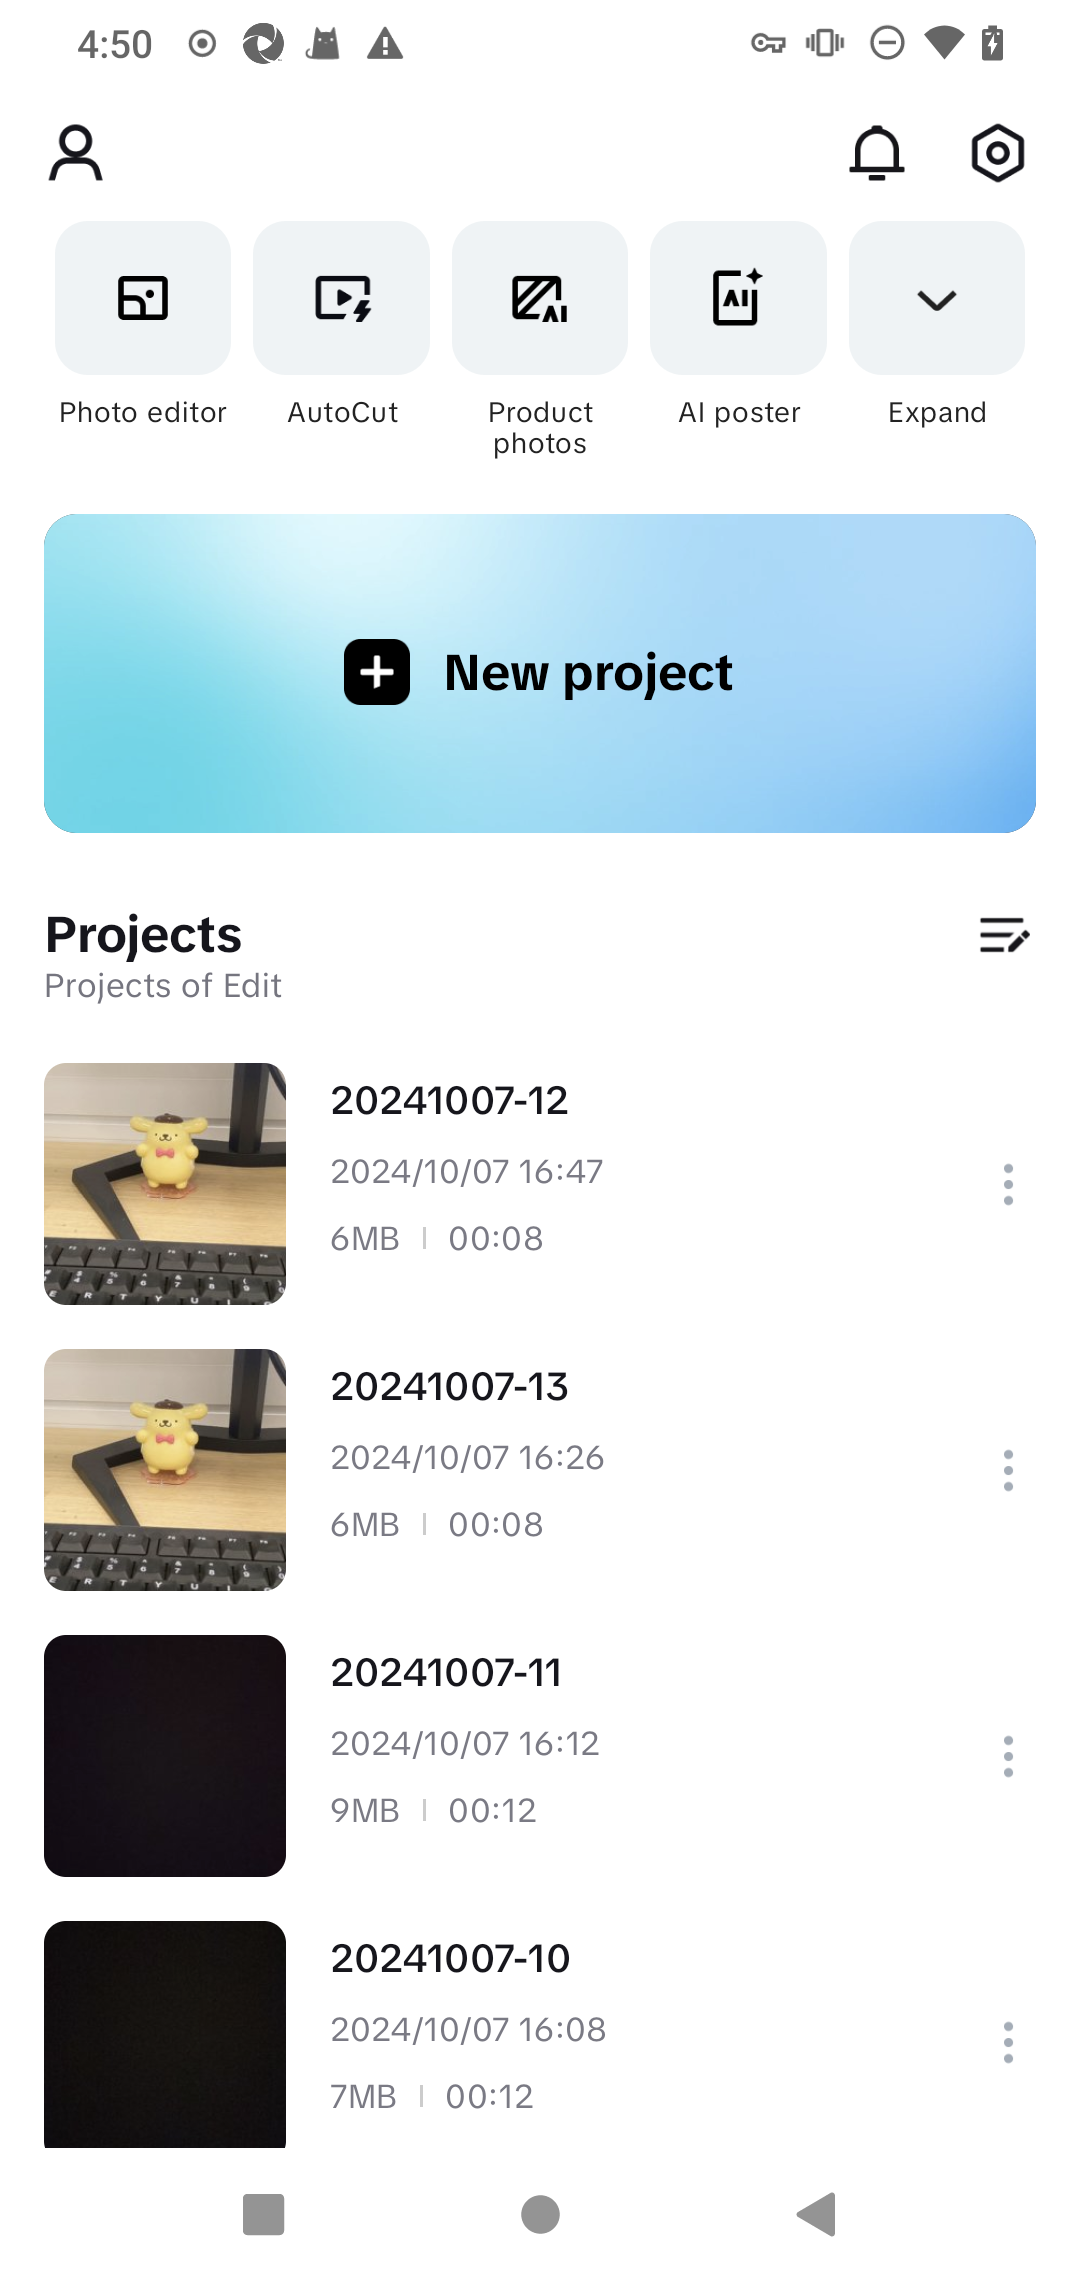 4:50
Photo editor
AutoCut
Product
photos
AI poster
Expand
New project
Projects
Projects of Edit
20241007-12
2024/10/07 16:47
6MB | 00:08
20241007-13
2024/10/07 16:26
6MB | 00:08
20241007-11
2024/10/07 16:12
9MB | 00:12
20241007-10
2024/10/07 16:08
7MB | 00:12